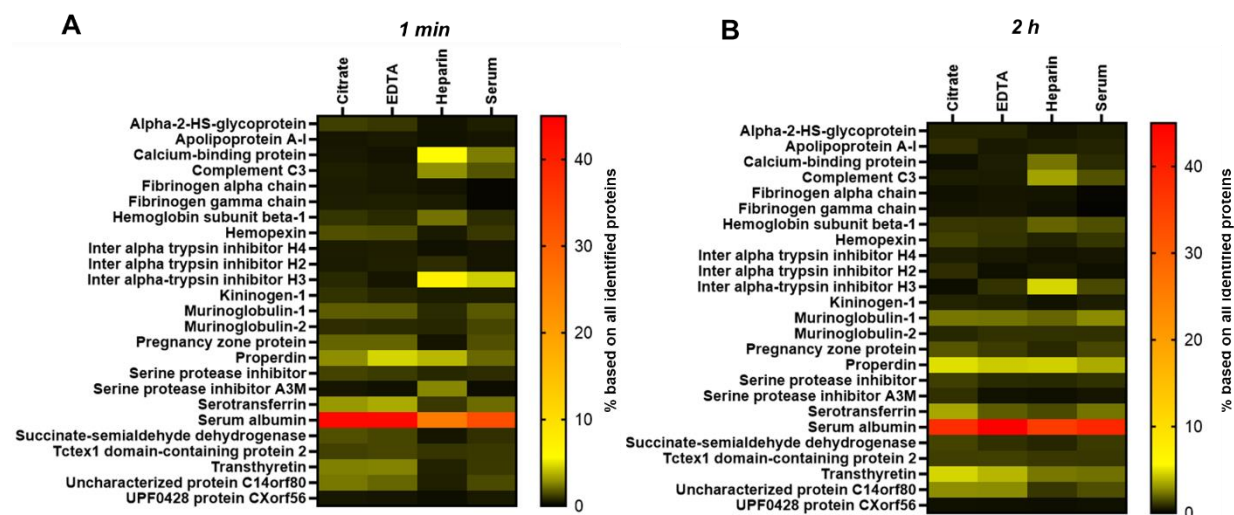 A
1 min
Citrate
EDTA
Heparin
Serum
Alpha-2-HS-glycoprotein
Apolipoprotein A-I
Calcium-binding protein
Complement C3
Fibrinogen alpha chain
Fibrinogen gamma chain
Hemoglobin subunit beta-1
Hemopexin
Inter alpha trypsin inhibitor H4
Inter alpha trypsin inhibitor H2
Inter alpha-trypsin inhibitor H3
Kininogen-1
Murinoglobulin-1
Murinoglobulin-2
Pregnancy zone protein
Properdin
Serine protease inhibitor
Serine protease inhibitor A3M
Serotransferrin
Serum albumin
Succinate-semialdehyde dehydrogenase
Tctex1 domain-containing protein 2
Transthyretin
Uncharacterized protein C14orf80
UPF0428 protein CXorf56
40
30
20
10
0
% based on all identified proteins
B
2 h
Citrate
EDTA
Heparin
Serum
Alpha-2-HS-glycoprotein
Apolipoprotein A-I
Calcium-binding protein
Complement C3
Fibrinogen alpha chain
Fibrinogen gamma chain
Hemoglobin subunit beta-1
Hemopexin
Inter alpha trypsin inhibitor H4
Inter alpha trypsin inhibitor H2
Inter alpha-trypsin inhibitor H3
Kininogen-1
Murinoglobulin-1
Murinoglobulin-2
Pregnancy zone protein
Properdin
Serine protease inhibitor
Serine protease inhibitor A3M
Serotransferrin
Serum albumin
Succinate-semialdehyde dehydrogenase
Tctex1 domain-containing protein 2
Transthyretin
Uncharacterized protein C14orf80
UPF0428 protein CXorf56
40
30
20
10
0
% based on all identified proteins